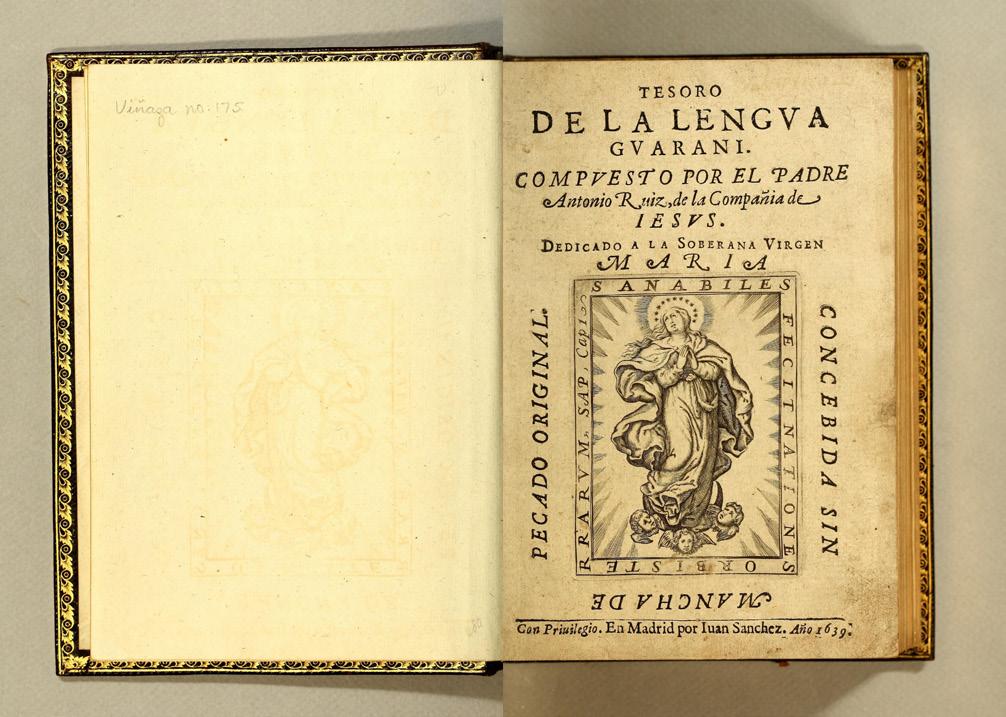 Viñaza no. 175
TESORO
DE LA LENGVA
GVARANI.
COMPVESTO POR EL PADRE
Antonio Ruiz, de la Compañia de
IESVS.
DEDICADO A LA SOBERANA VIRGEN
MARIA
CONCEBIDA SIN
MANCHA DE
PECADO ORIGINAL.
SANABILES
FECIT NATIONES
ORBIS TE
RRARVM. SAP, Cap 1.
Con Priuilegio. En Madrid por Iuan Sanchez. Año 1639.